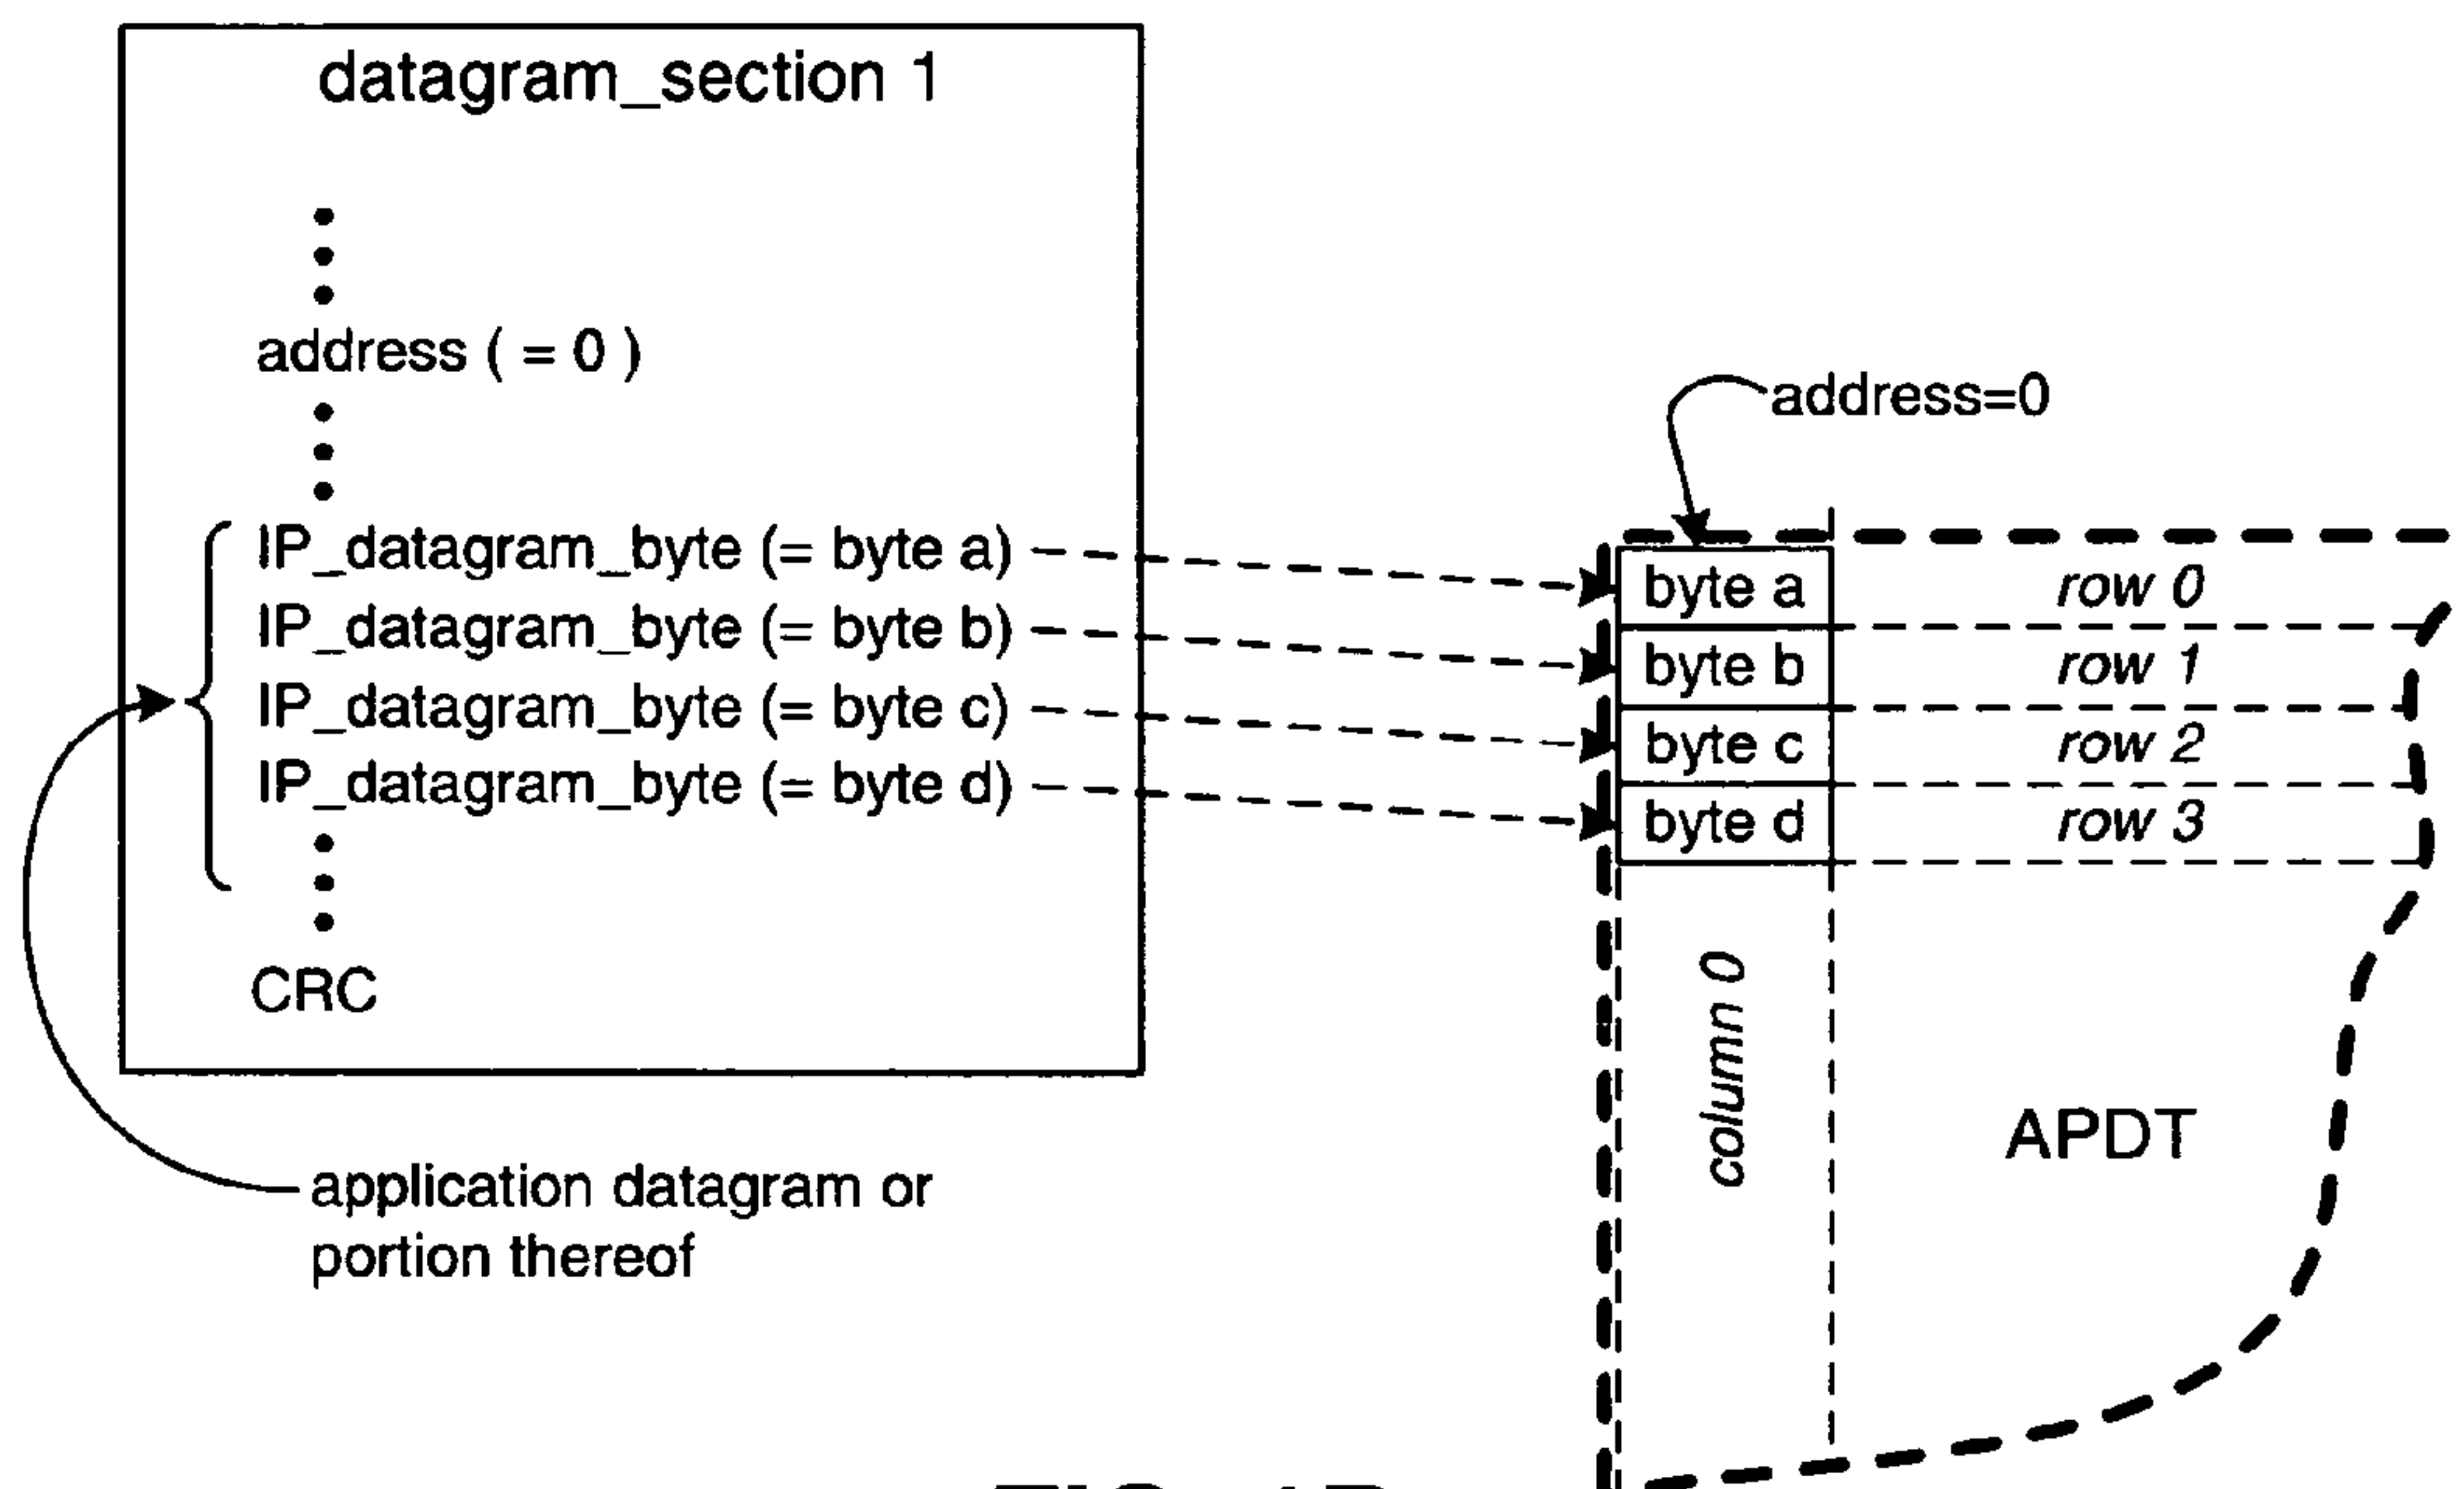 datagram_section 1
address ( = 0 )
IP_datagram_byte (= byte a)
IP_datagram_byte (= byte b)
IP_datagram_byte (= byte c)
IP_datagram_byte (= byte d)
CRC
application datagram or
portion thereof
address=0
byte a row 0
byte b row 1
byte c row 2
byte d row 3
column 0
APDT